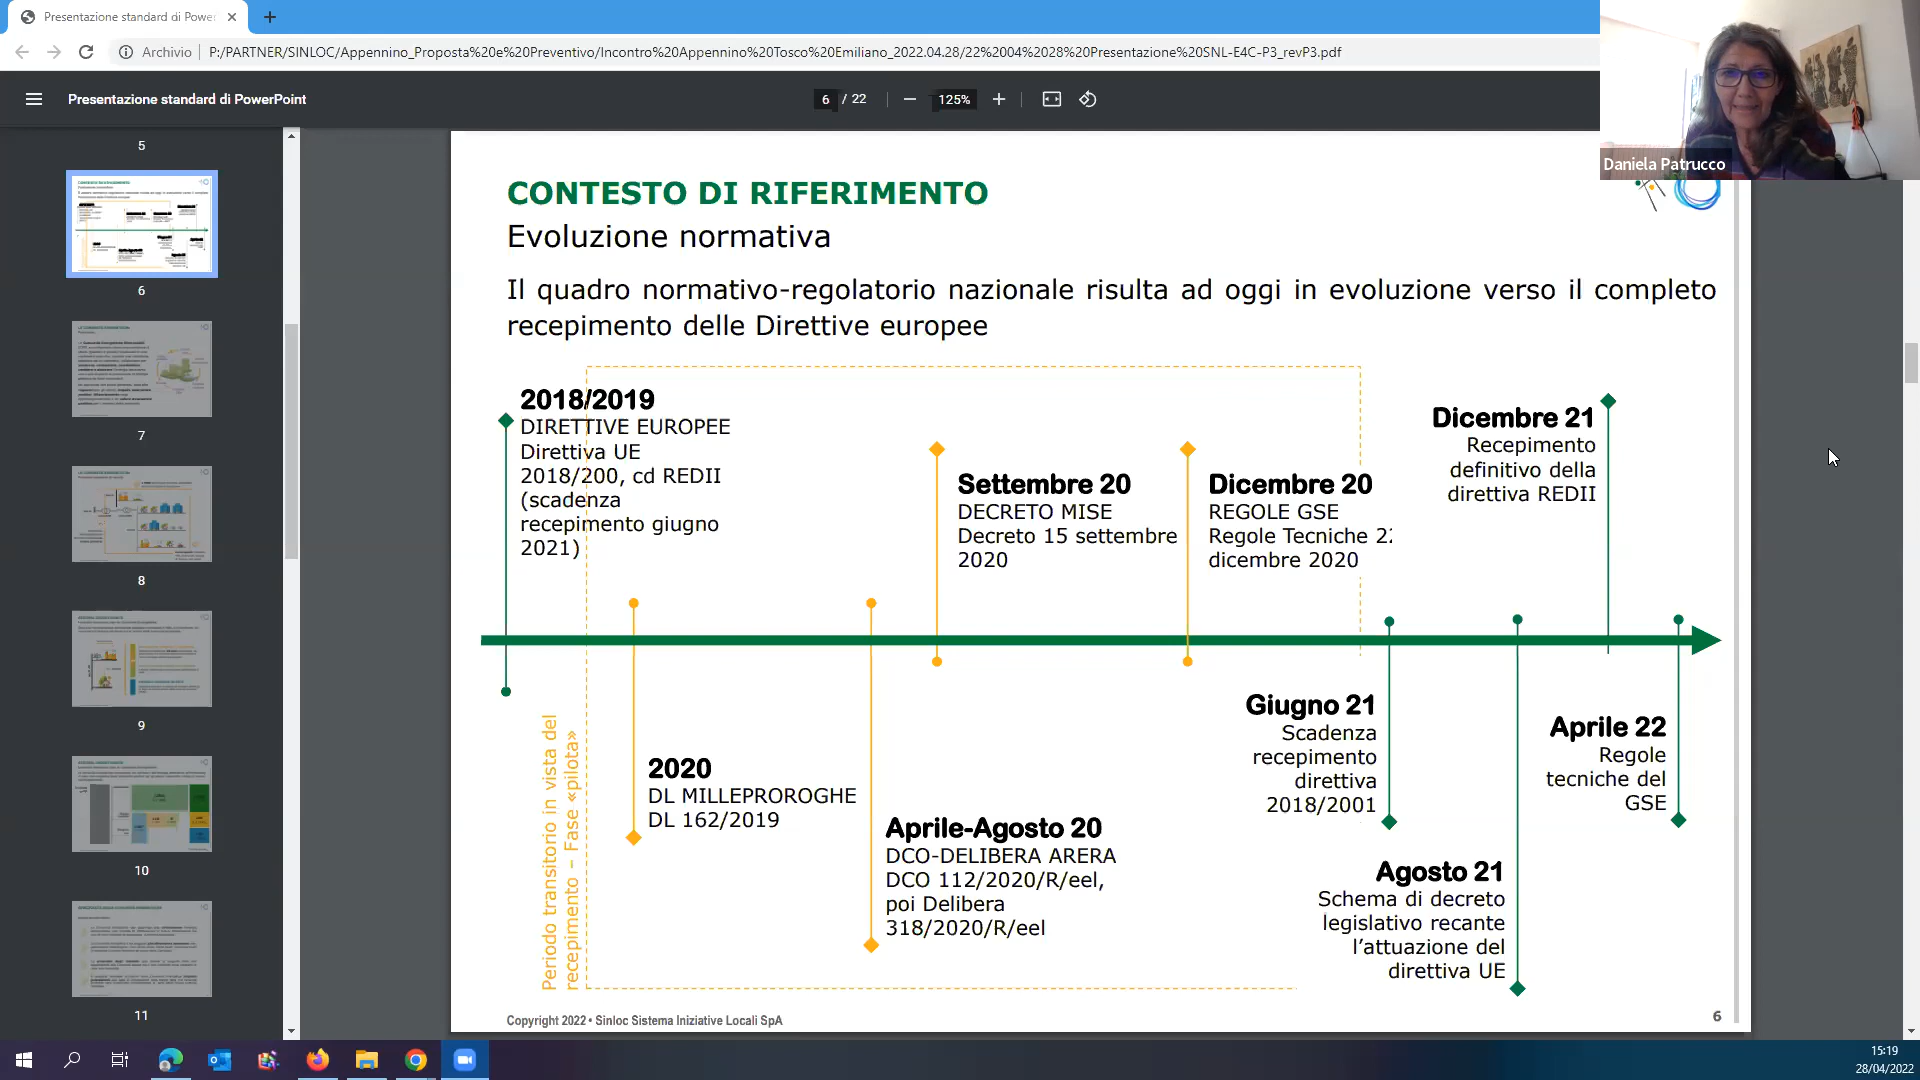 Presentazione standard di Power
Archivio
P:/PARTNER/SINLOC/Appennino_Proposta%20e%20Preventivo/Incontro%20Appennino%20Tosco%20Emiliano_2022.04.28/22%2004%2028%20Presentazione%20SNL-E4C-P3_revP3.pdf
Presentazione standard di PowerPoint
6 / 22
125%
Daniela Patrucco
5
6
7
8
9
10
11
CONTESTO DI RIFERIMENTO
Evoluzione normativa
Il quadro normativo-regolatorio nazionale risulta ad oggi in evoluzione verso il completo
recepimento delle Direttive europee
2018/2019
DIRETTIVE EUROPEE
Direttiva UE
2018/200, cd REDII
(scadenza
recepimento giugno
2021)
Settembre 20
DECRETO MISE
Decreto 15 settembre
2020
Dicembre 20
REGOLE GSE
Regole Tecniche 22
dicembre 2020
Dicembre 21
Recepimento
definitivo della
direttiva REDII
Periodo transitorio in vista del
recepimento – Fase «pilota»
2020
DL MILLEPROROGHE
DL 162/2019
Aprile-Agosto 20
DCO-DELIBERA ARERA
DCO 112/2020/R/eel,
poi Delibera
318/2020/R/eel
Giugno 21
Scadenza
recepimento
direttiva
2018/2001
Agosto 21
Schema di decreto
legislativo recante
l’attuazione del
direttiva UE
Aprile 22
Regole
tecniche del
GSE
Copyright 2022 • Sinloc Sistema Iniziative Locali SpA
6
15:19
28/04/2022